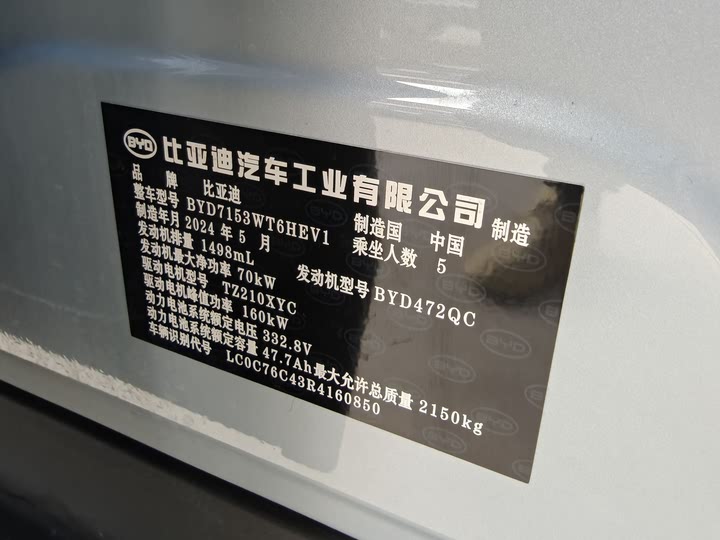 BYD 比亚迪汽车工业有限公司 制造
品 牌 比亚迪 制造国 中国
整车型号 BYD7153WT6HEV1 乘坐人数 5
制造年月 2024年5月
发动机排量 1498mL 发动机型号 BYD472QC
发动机最大净功率 70kW
驱动电机型号 TZ210XYC
驱动电机峰值功率 160kW
动力电池系统额定电压 332.8V
动力电池系统额定容量 47.7Ah 最大允许总质量 2150kg
车辆识别代号 LC0C76C43R4160850